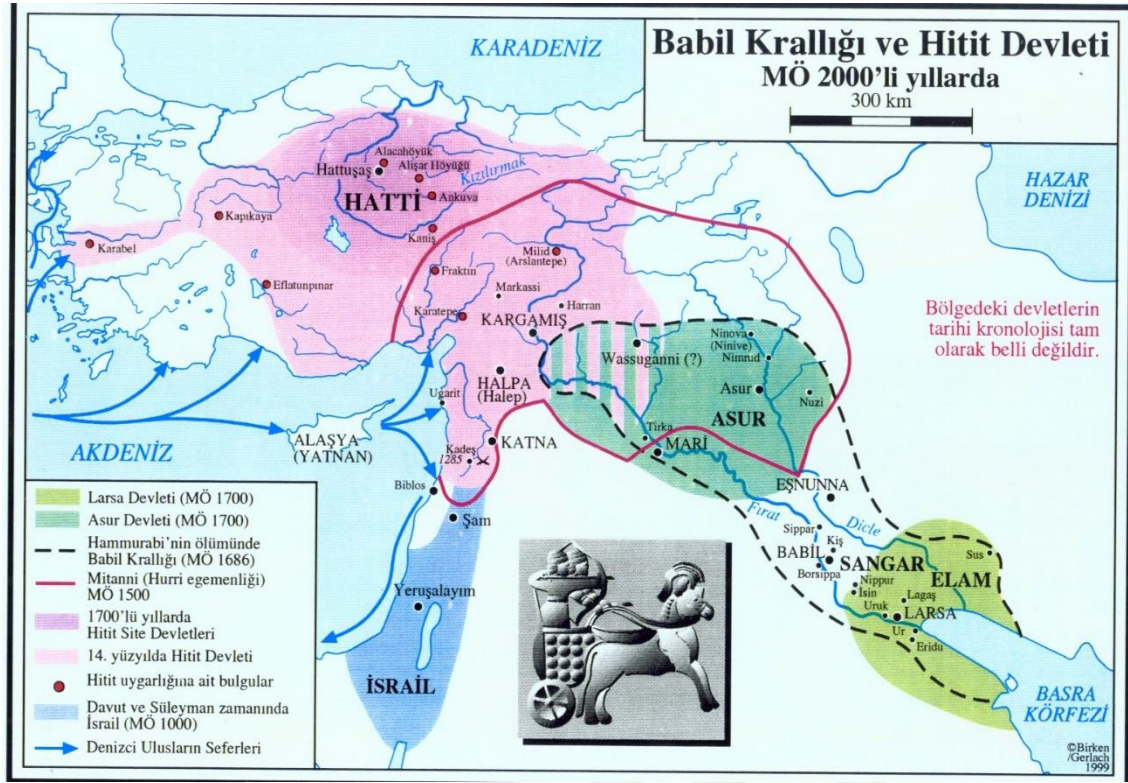 Babil Krallığı ve Hitit Devleti
MÖ 2000'li yıllarda
300 km
KARADENİZ
HAZAR
DENİZİ
Alacahöyük
Hattuşaş
Alişar Höyüğü
Kızılırmak
HATTİ
Ankuva
Kapıkaya
Kaniş
Karabel
Milid
(Arslantepe)
Fraktın
Eflatunpınar
Markassi
Harran
Karatepe
KARGAMIŞ
Bölgedeki devletlerin
tarihi kronolojisi tam
olarak belli değildir.
Ninova
(Ninive)
Wassuganni (?)
Nimrud
HALPA
(Halep)
Asur
Nuzi
Ugarit
ASUR
Tirka
ALAŞYA
(YATNAN)
KATNA
MARİ
AKDENİZ
Kadeş
1285
Biblos
EŞNUNNA
Şam
Fırat
Dicle
Sippar
Kiş
Sus
BABİL
SANGAR
ELAM
Borsippa
Nippur
İsin
Lagaş
Yeruşalayım
Uruk
LARSA
Ur
Eridu
İSRAİL
BASRA
KÖRFEZİ
Larsa Devleti (MÖ 1700)
Asur Devleti (MÖ 1700)
Hammurabi'nin ölümünde
Babil Krallığı (MÖ 1686)
Mitanni (Hurri egemenliği)
MÖ 1500
1700'lü yıllarda
Hitit Site Devletleri
14. yüzyılda Hitit Devleti
Hitit uygarlığına ait bulgular
Davut ve Süleyman zamanında
İsrail (MÖ 1000)
Denizci Ulusların Seferleri
©Birken
/Gerlach
1999